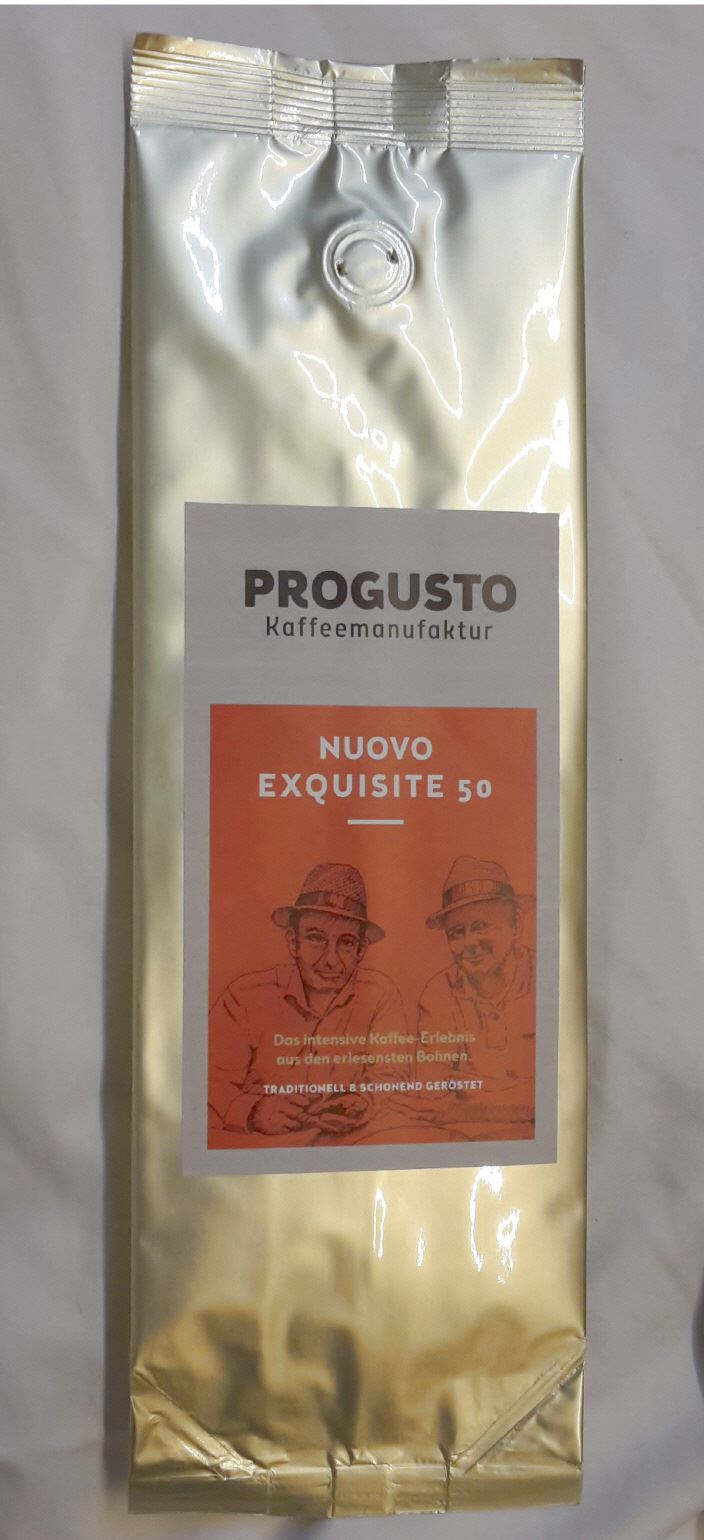 PROGUSTO
Kaffeemanufaktur
NUOVO
EXQUISITE 50
Das intensive Kaffee-Erlebnis
aus den erlesensten Bohnen.
TRADITIONELL & SCHONEND GERÖSTET